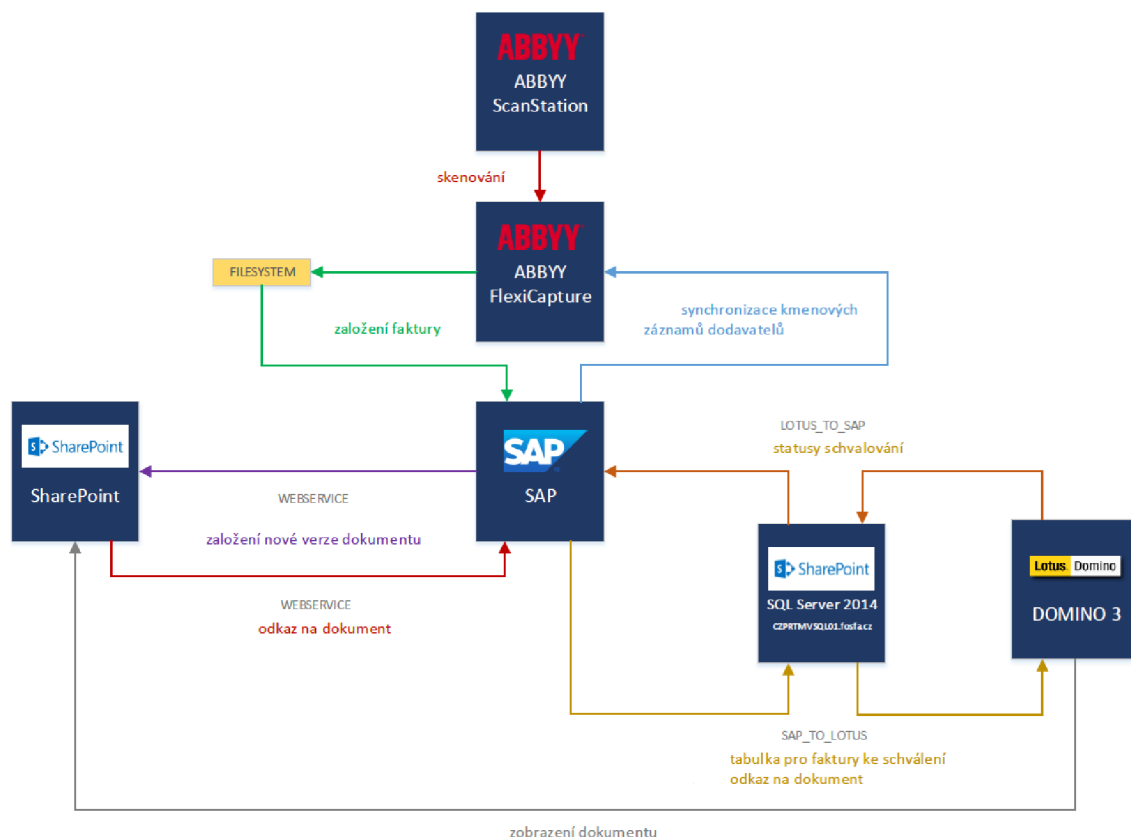 ABBYY
ABBYY
ScanStation
skenování
ABBYY
ABBYY
FlexiCapture
FILESYSTEM
založení faktury
synchronizace kmenových
záznamů dodavatelů
SharePoint
SharePoint
SAP
SAP
LOTUS_TO_SAP
statusy schvalování
WEBSERVICE
založení nové verze dokumentu
WEBSERVICE
odkaz na dokument
SharePoint
SQL Server 2014
CZPRTMVSQL01.fosfa.cz
Lotus Domino
DOMINO 3
SAP_TO_LOTUS
tabulka pro faktury ke schválení
odkaz na dokument
zobrazení dokumentu